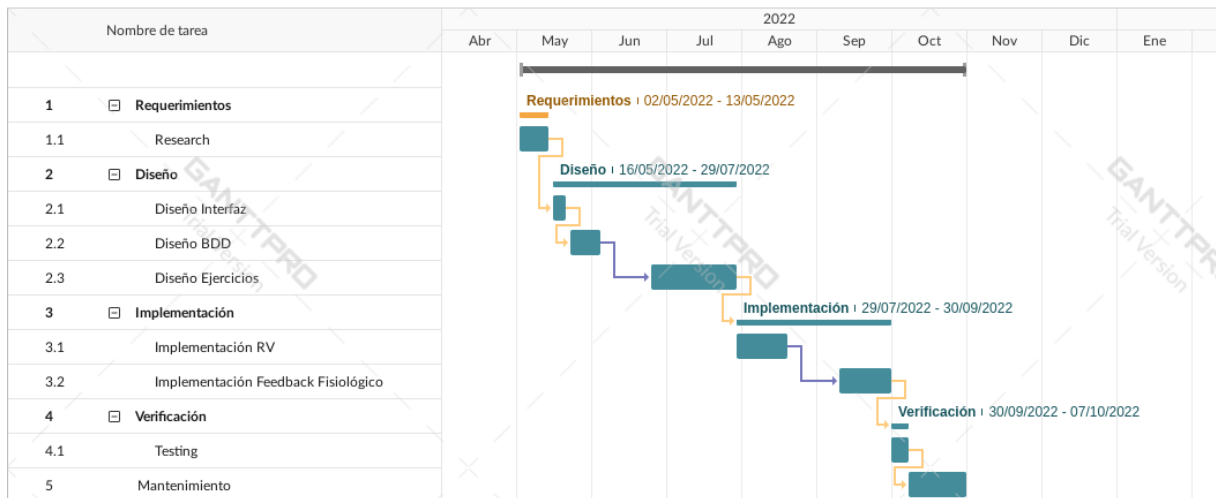 Nombre de tarea
2022
Abr May Jun Jul Ago Sep Oct Nov Dic Ene
1 Requerimientos
Requerimientos 02/05/2022 - 13/05/2022
1.1 Research
2 Diseño
Diseño 16/05/2022 - 29/07/2022
2.1 Diseño Interfaz
2.2 Diseño BDD
2.3 Diseño Ejercicios
3 Implementación
Implementación 29/07/2022 - 30/09/2022
3.1 Implementación RV
3.2 Implementación Feedback Fisiológico
4 Verificación
Verificación 30/09/2022 - 07/10/2022
4.1 Testing
5 Mantenimiento
GANTTPRO
Trial Version
GANTTPRO
Trial Version
GANTTPRO
Trial Version